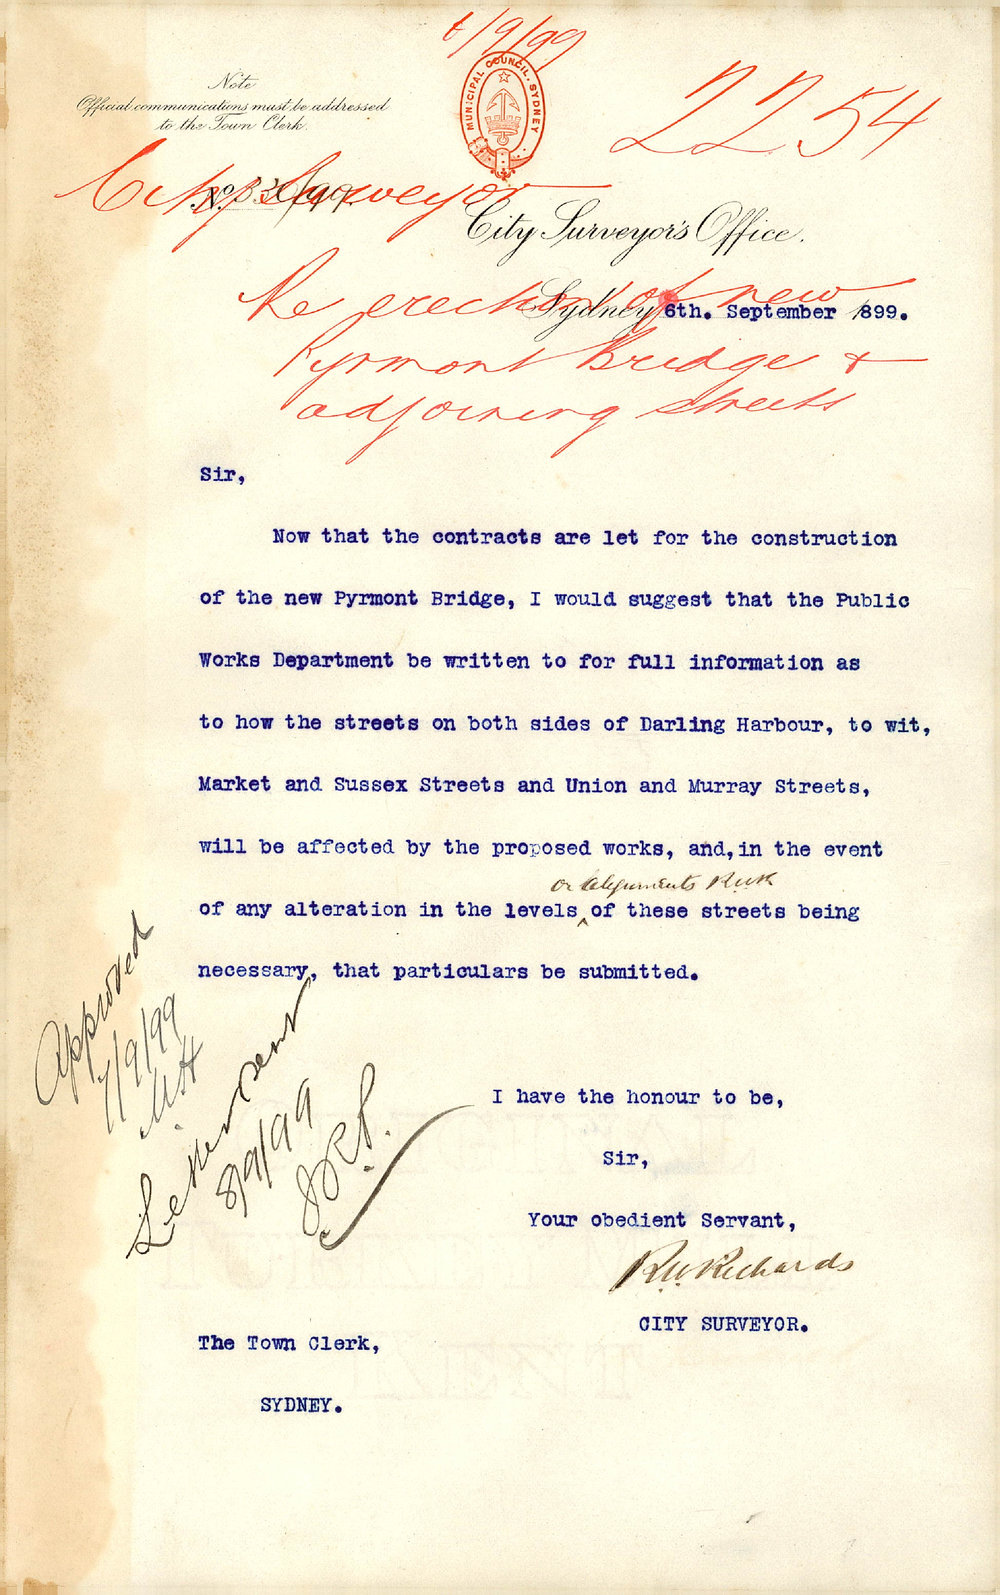 6/9/99
MUNICIPAL COUNCIL. SYDNEY
2254
Note
Official communications must be addressed
to the Town Clerk.
City Surveyor
No.
City Surveyor's Office.
Re erection of new
Sydney 6th. September 1899.
Pyrmont Bridge &
adjoining streets
Sir,
Now that the contracts are let for the construction
of the new Pyrmont Bridge, I would suggest that the Public
Works Department be written to for full information as
to how the streets on both sides of Darling Harbour, to wit,
Market and Sussex Streets and Union and Murray Streets,
will be affected by the proposed works, and, in the event
or alignments RWR
of any alteration in the levels ‸ of these streets being
necessary, that particulars be submitted.
Approved
7/9/99
M.H
Letter sent
8/9/99
I have the honour to be,
Sir,
Your obedient Servant,
R.W. Richards
CITY SURVEYOR.
The Town Clerk,
SYDNEY.